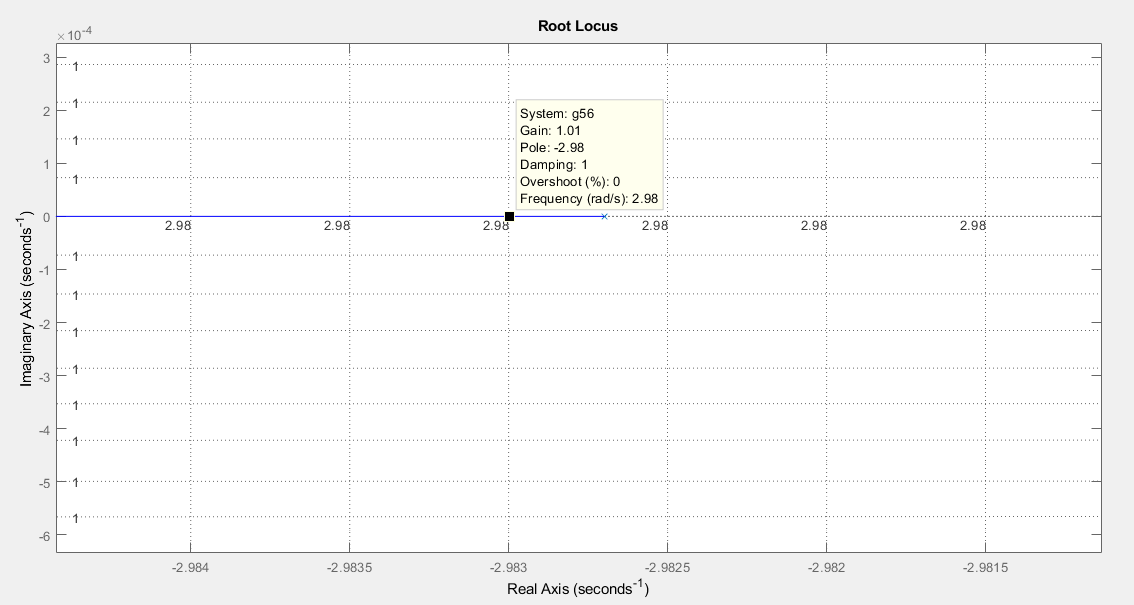 Root Locus
×10-4
3
2
1
0
-1
-2
-3
-4
-5
-6
1
1
1
1
1
1
1
1
1
1
1
1
System: g56
Gain: 1.01
Pole: -2.98
Damping: 1
Overshoot (%): 0
Frequency (rad/s): 2.98
2.98 2.98 2.98 2.98 2.98 2.98
-2.984 -2.9835 -2.983 -2.9825 -2.982 -2.9815
Real Axis (seconds-1)
Imaginary Axis (seconds-1)